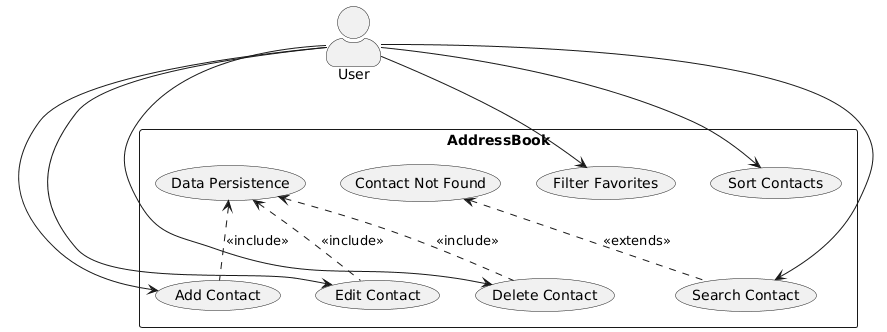 User
AddressBook
Data Persistence
Contact Not Found
Filter Favorites
Sort Contacts
«include»
«include»
«include»
«extends»
Add Contact
Edit Contact
Delete Contact
Search Contact